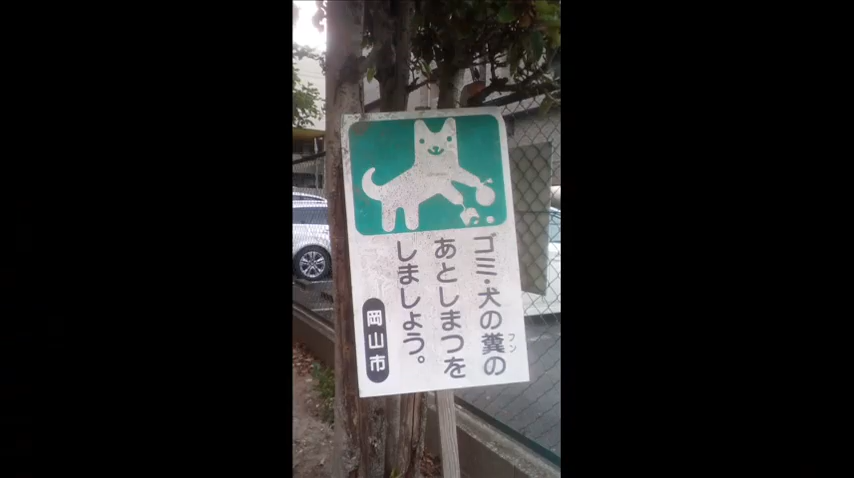 ゴミ・犬の糞の
フン
あとしまつを
しましょう。
岡山市